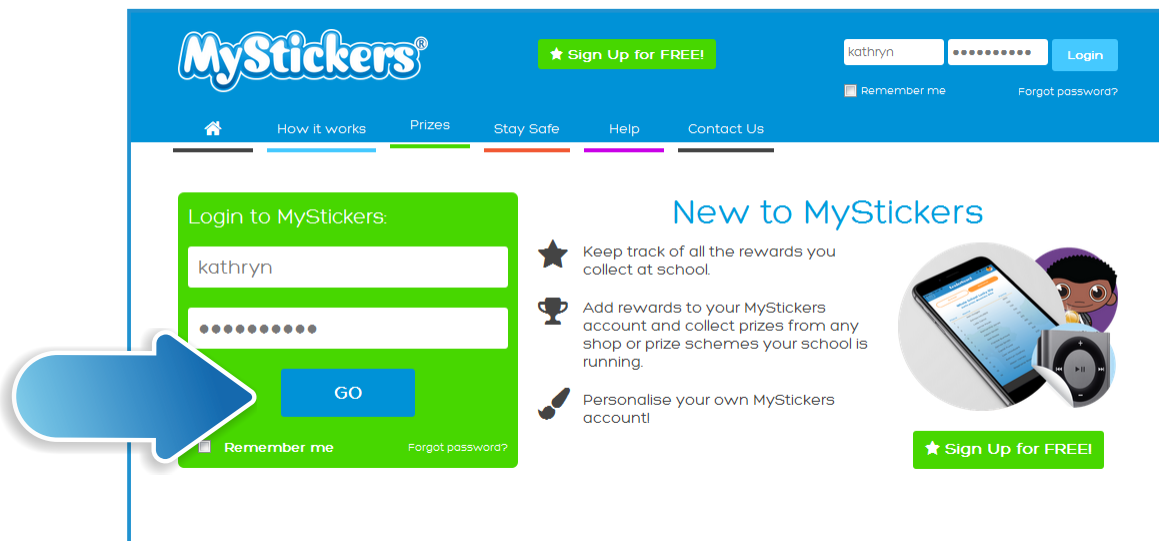 MyStickers®
Sign Up for FREE!
kathryn
●●●●●●●●●●
Login
Remember me
Forgot password?
How it works
Prizes
Stay Safe
Help
Contact Us
Login to MyStickers:
kathryn
●●●●●●●●●●
GO
Remember me
Forgot password?
New to MyStickers
Keep track of all the rewards you
collect at school.
Add rewards to your MyStickers
account and collect prizes from any
shop or prize schemes your school is
running.
Personalise your own MyStickers
account!
Sign Up for FREE!